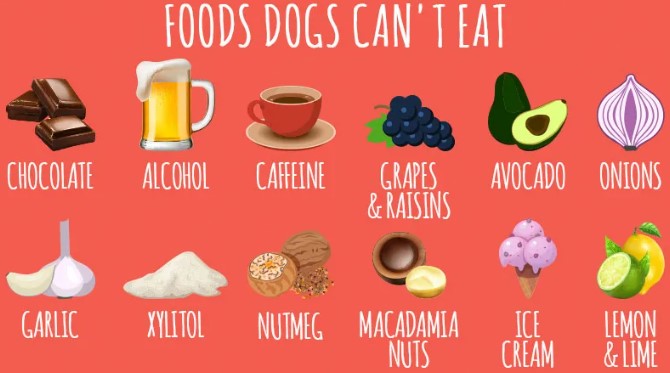 FOODS DOGS CAN'T EAT
CHOCOLATE
ALCOHOL
CAFFEINE
GRAPES
& RAISINS
AVOCADO
ONIONS
GARLIC
XYLITOL
NUTMEG
MACADAMIA
NUTS
ICE
CREAM
LEMON
& LIME